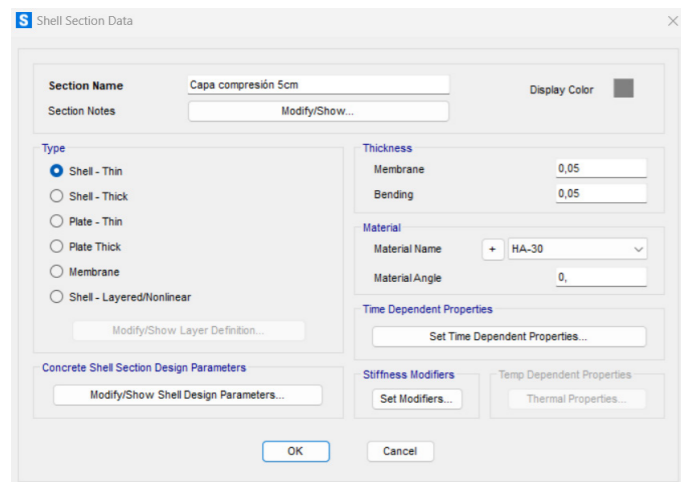 S Shell Section Data
Section Name Capa compresión 5cm Display Color
Section Notes Modify/Show...
Type
Shell - Thin
Shell - Thick
Plate - Thin
Plate Thick
Membrane
Shell - Layered/Nonlinear
Modify/Show Layer Definition...
Concrete Shell Section Design Parameters
Modify/Show Shell Design Parameters...
Thickness
Membrane 0,05
Bending 0,05
Material
Material Name + HA-30
Material Angle 0,
Time Dependent Properties
Set Time Dependent Properties...
Stiffness Modifiers
Set Modifiers...
Temp Dependent Properties
Thermal Properties...
OK Cancel